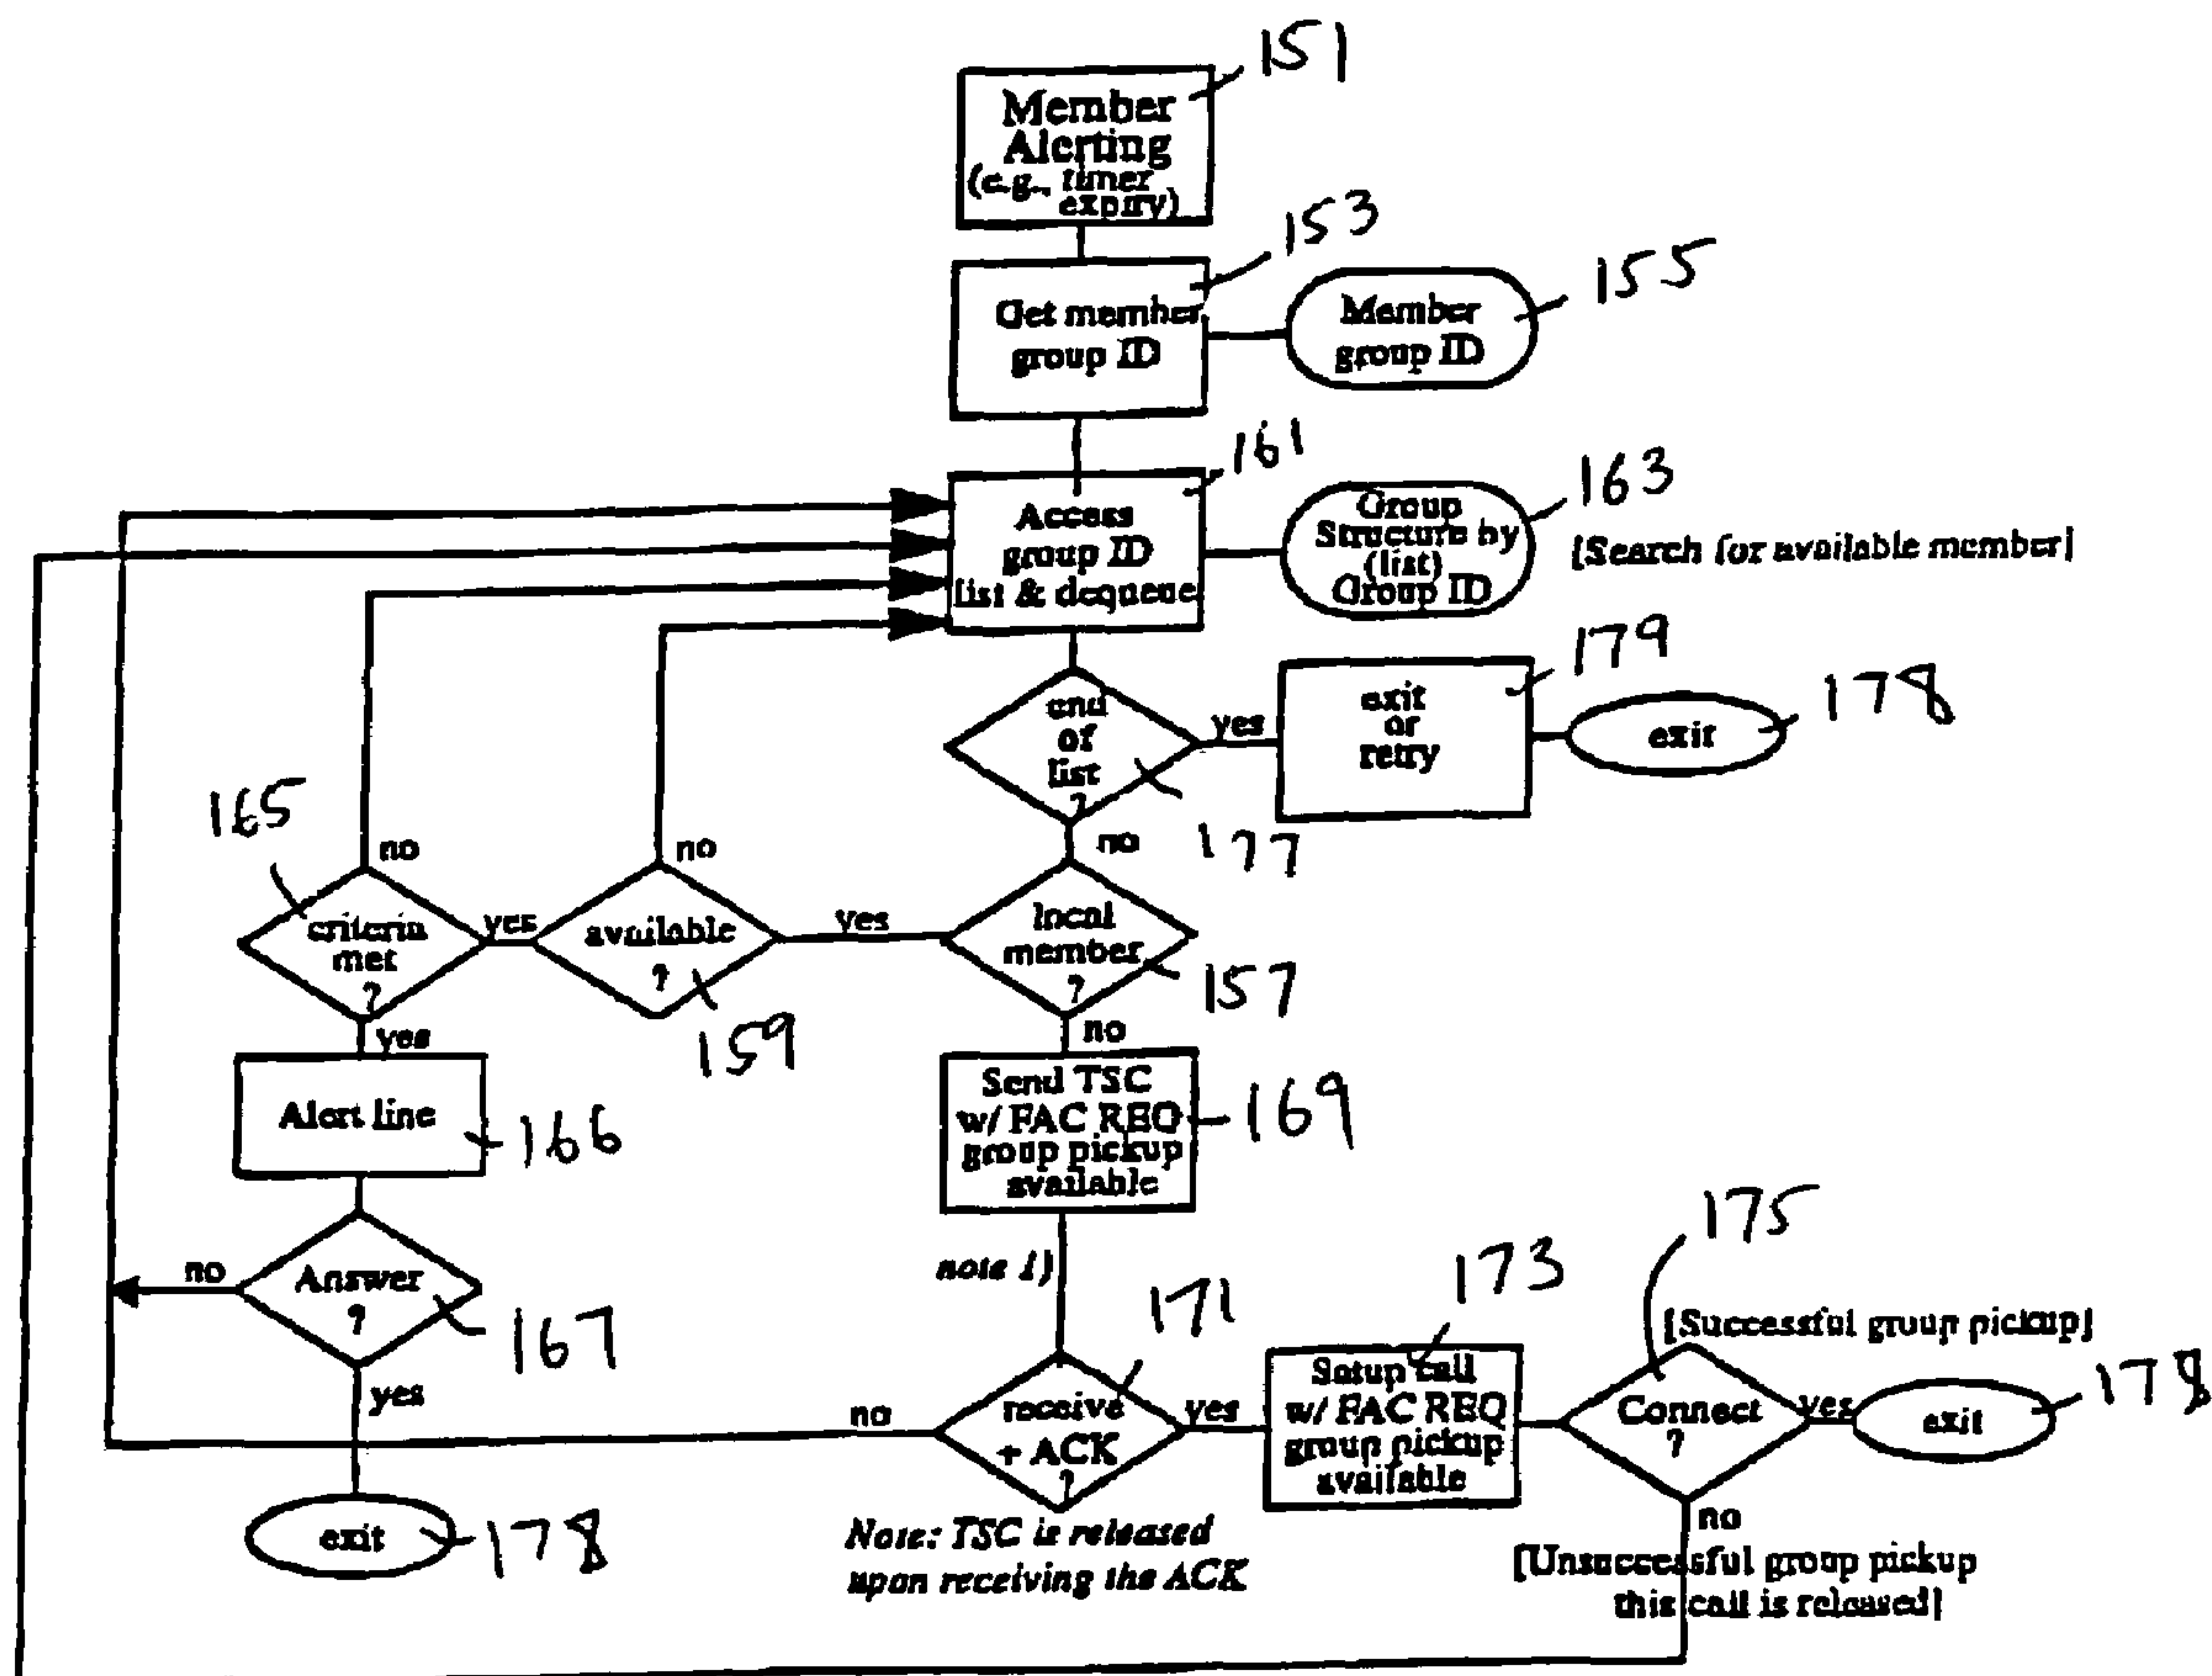 151
Member
Alerting
(e.g., timer
expiry)
153
Get member
group ID
155
Member
group ID
161
Access
group ID
list & dequeue
163
Group
Structure by
(list)
Group ID
[Search for available member]
179
exit
or
retry
178
exit
end
of
list
?
yes
no
177
165
no
criteria
met
?
yes
no
available
?
159
yes
local
member
?
157
yes
no
Alert line
166
Send TSC
w/ FAC REQ
group pickup
available
169
note 1)
no
Answer
?
167
yes
exit
178
171
no
receive
+ ACK
?
yes
Note: TSC is released
upon receiving the ACK
173
Setup call
w/ FAC REQ
group pickup
available
175
[Successful group pickup]
Connect
?
yes
exit
178
no
[Unsuccessful group pickup
this call is released]